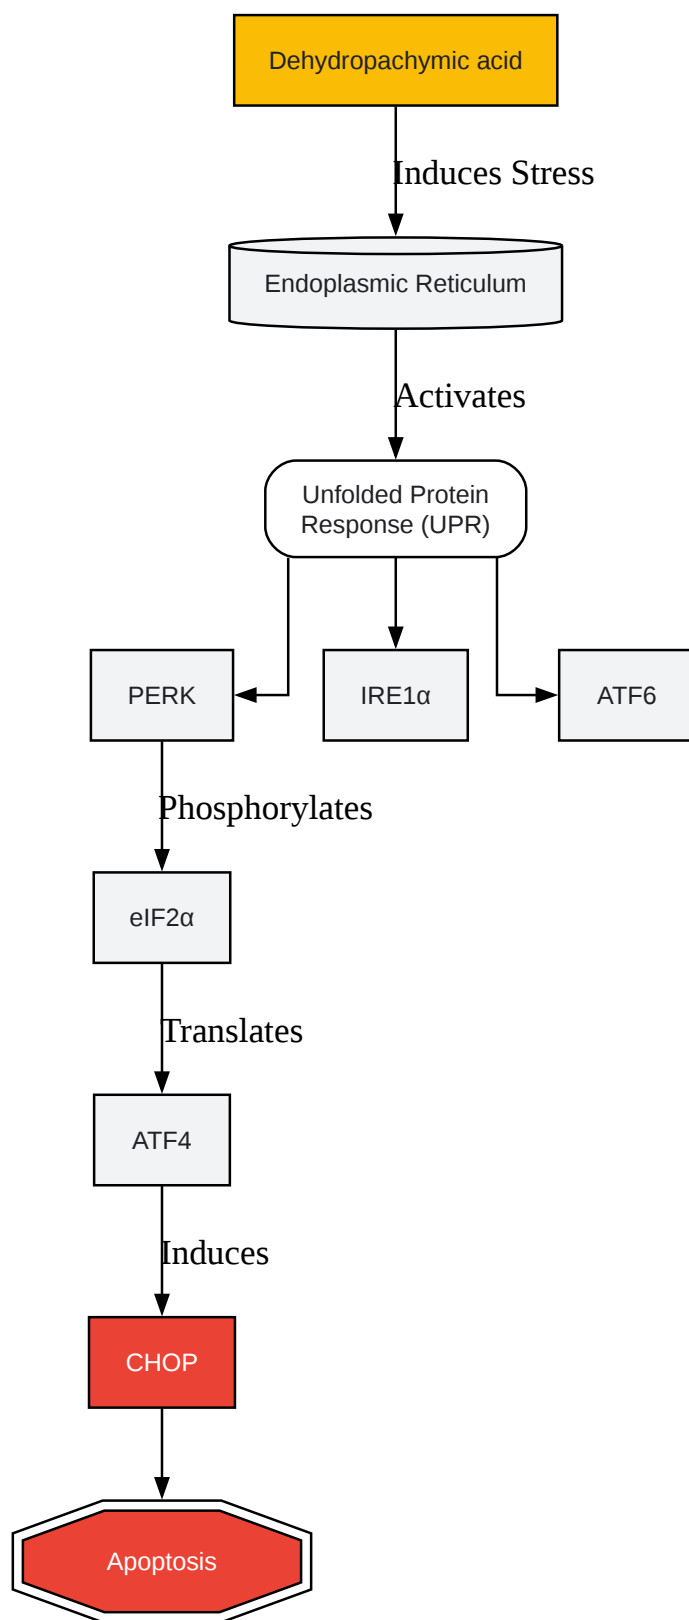 Dehydropachymic acid
Induces Stress
Endoplasmic Reticulum
Activates
Unfolded Protein
Response (UPR)
PERK
IRE1α
ATF6
Phosphorylates
eIF2α
Translates
ATF4
Induces
CHOP
Apoptosis